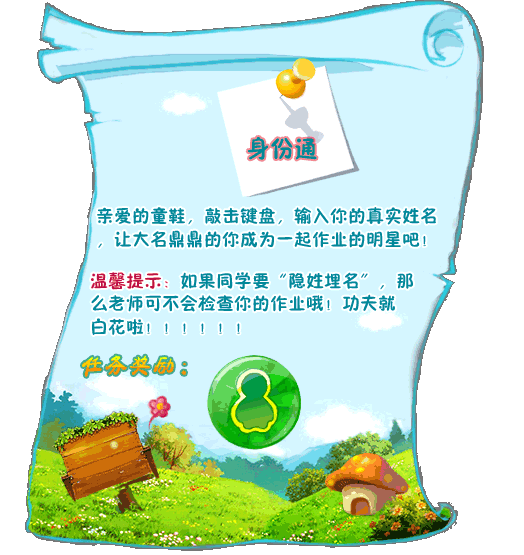 身份通
亲爱的童鞋，敲击键盘，输入你的真实姓名
，让大名鼎鼎的你成为一起作业的明星吧！
温馨提示：如果同学要“隐姓埋名”，那
么老师可不会检查你的作业哦！功夫就
白花啦！！！！！！
任务奖励：